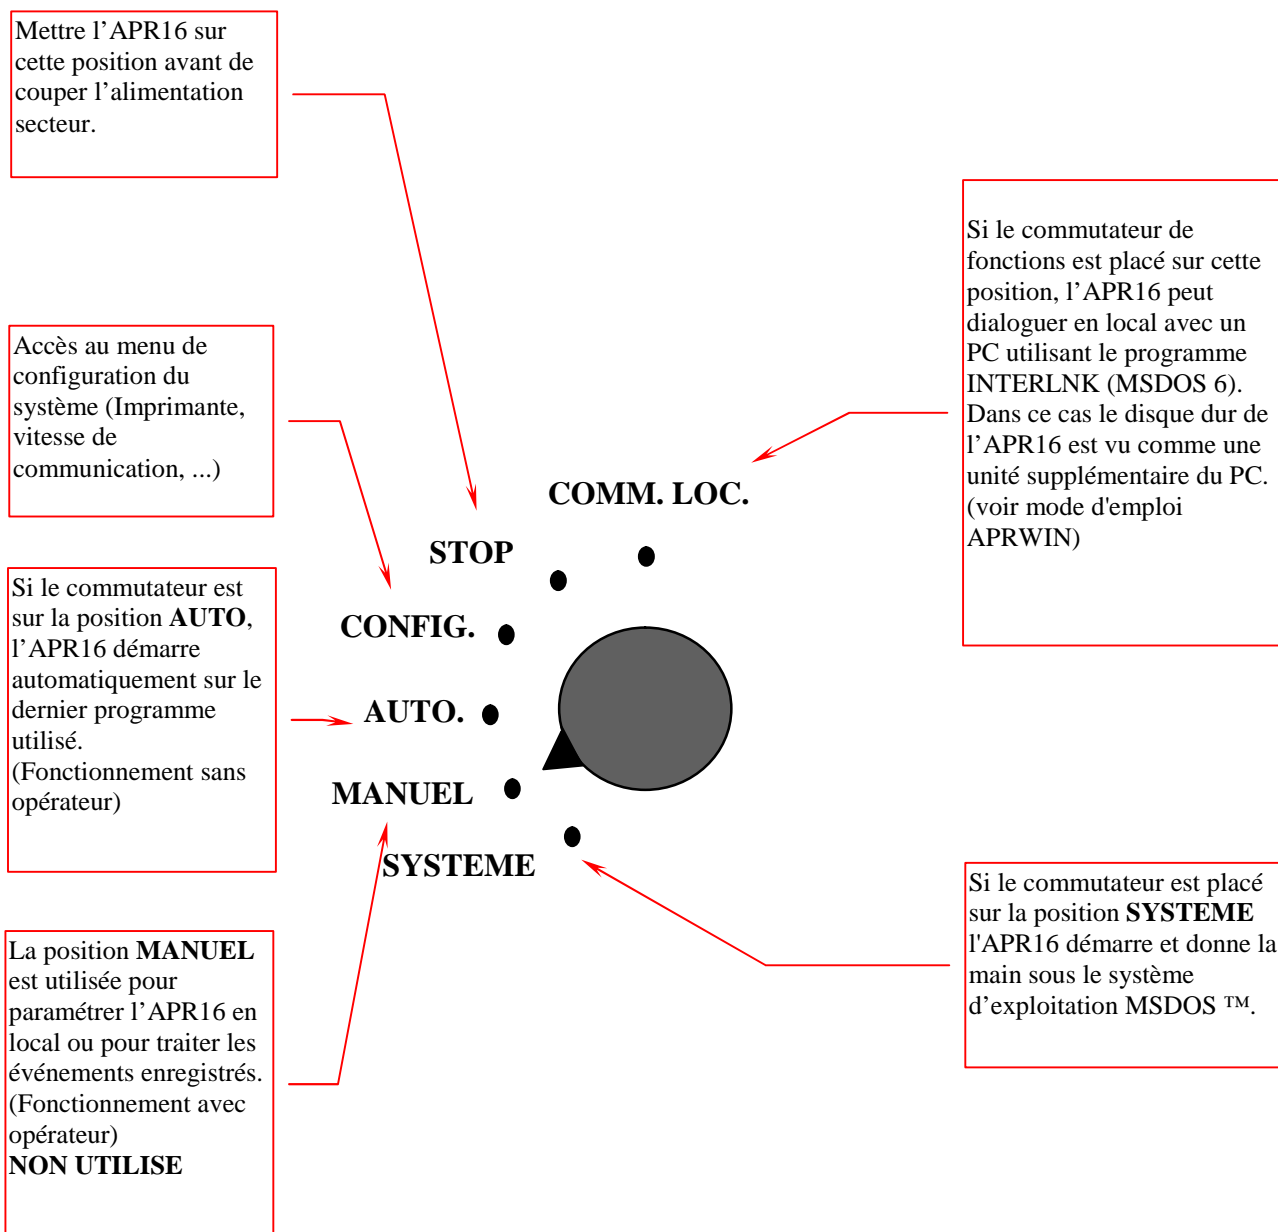 Mettre l’APR16 sur
cette position avant de
couper l’alimentation
secteur.
Accès au menu de
configuration du
système (Imprimante,
vitesse de
communication, ...)
Si le commutateur est
sur la position AUTO,
l’APR16 démarre
automatiquement sur le
dernier programme
utilisé.
(Fonctionnement sans
opérateur)
La position MANUEL
est utilisée pour
paramétrer l’APR16 en
local ou pour traiter les
événements enregistrés.
(Fonctionnement avec
opérateur)
NON UTILISE
COMM. LOC.
STOP
CONFIG.
AUTO.
MANUEL
SYSTEME
Si le commutateur de
fonctions est placé sur cette
position, l’APR16 peut
dialoguer en local avec un
PC utilisant le programme
INTERLNK (MSDOS 6).
Dans ce cas le disque dur de
l’APR16 est vu comme une
unité supplémentaire du PC.
(voir mode d'emploi
APRWIN)
Si le commutateur est placé
sur la position SYSTEME
l'APR16 démarre et donne la
main sous le système
d’exploitation MSDOS ™.